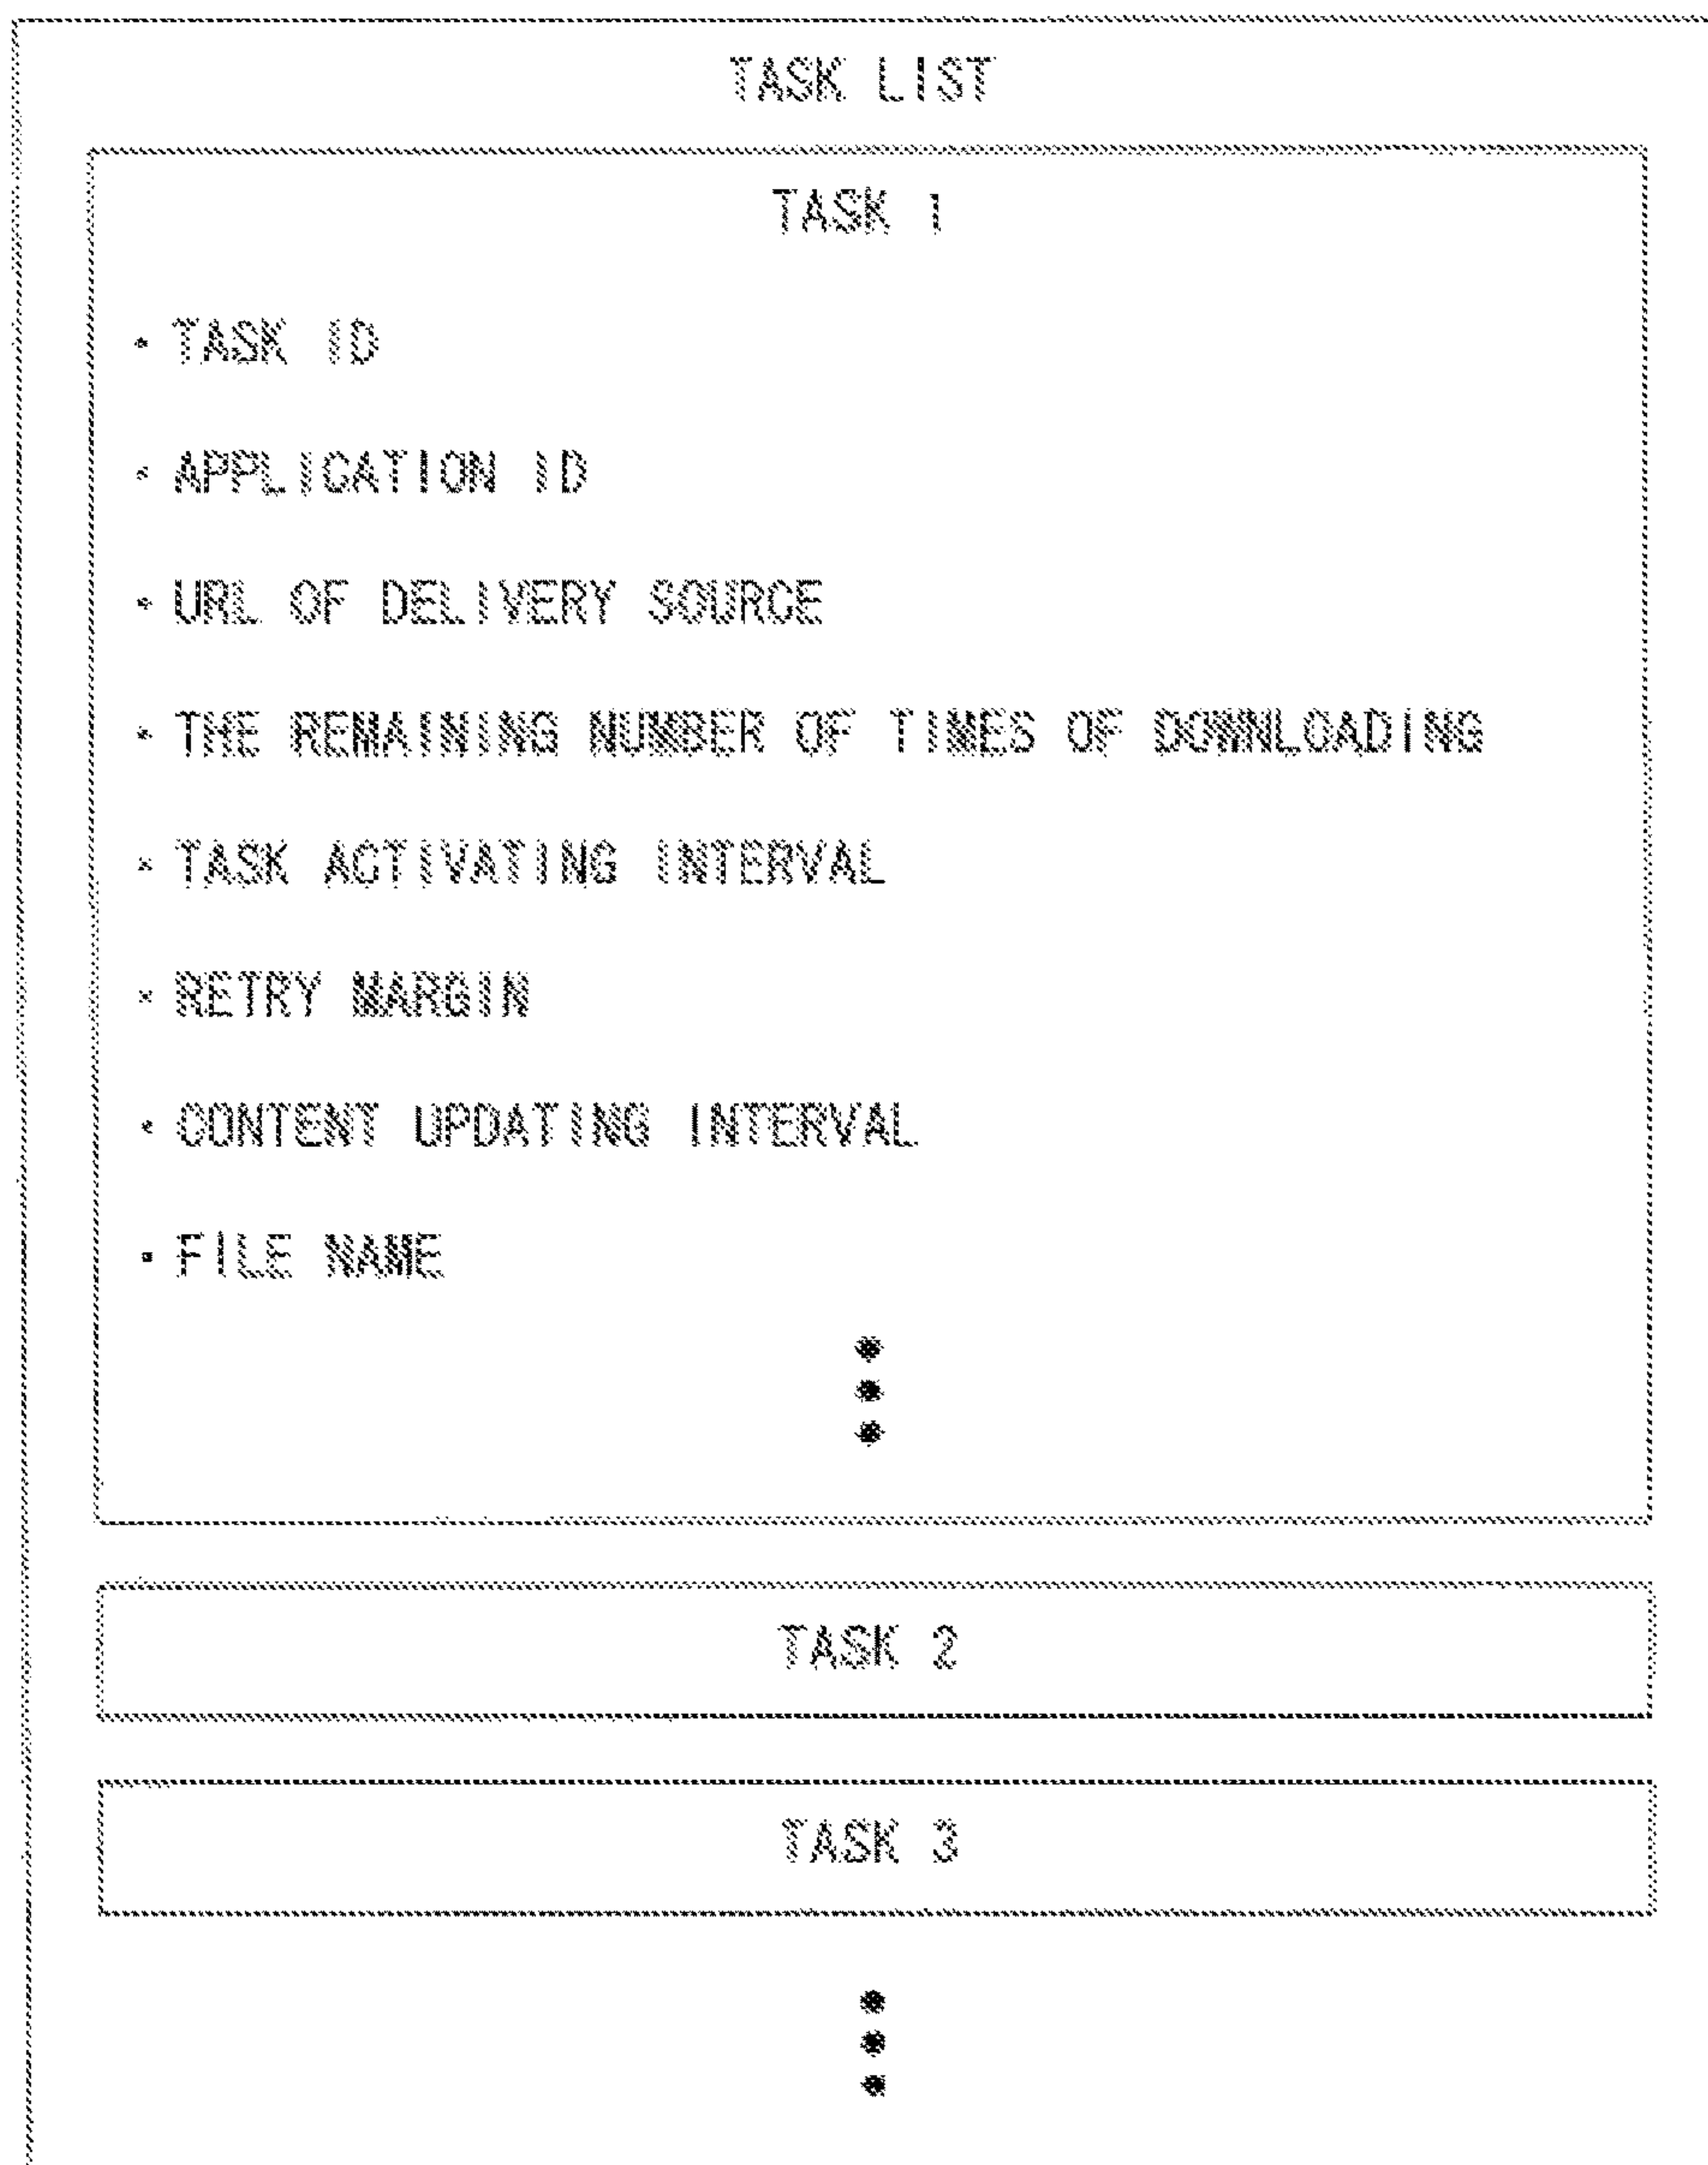 TASK LIST
TASK 1
・TASK ID
・APPLICATION ID
・URL OF DELIVERY SOURCE
・THE REMAINING NUMBER OF TIMES OF DOWNLOADING
・TASK ACTIVATING INTERVAL
・RETRY MARGIN
・CONTENT UPDATING INTERVAL
・FILE NAME
TASK 2
TASK 3